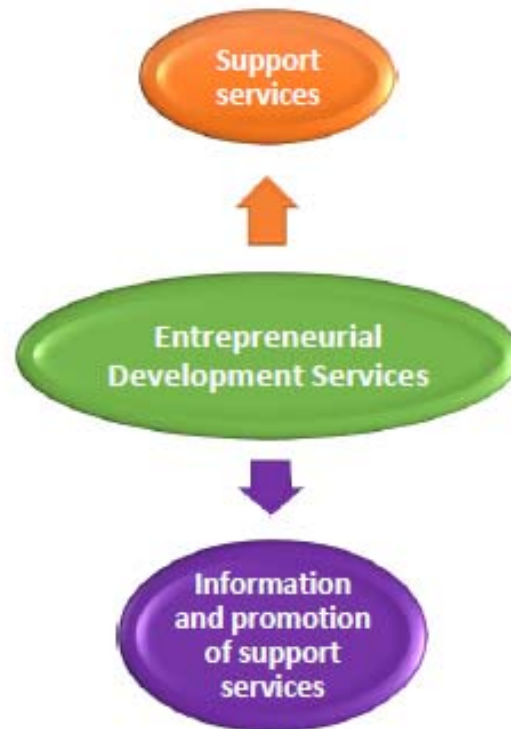 Support
services
Entrepreneurial
Development Services
Information
and promotion
of support
services